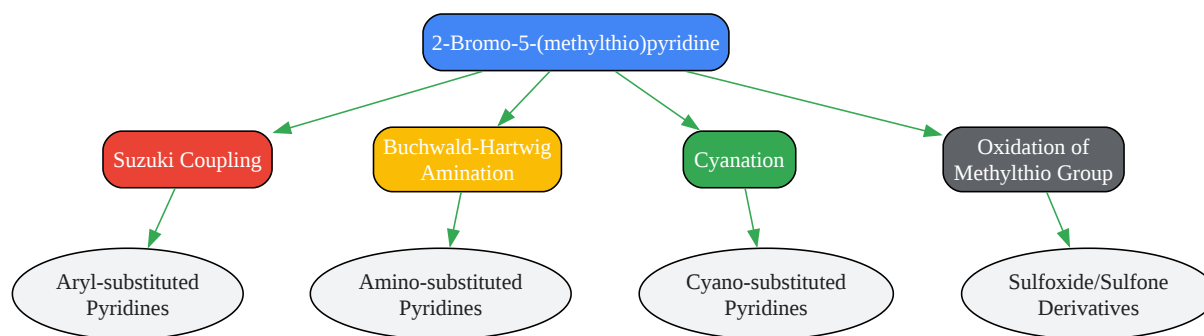 2-Bromo-5-(methylthio)pyridine
Suzuki Coupling
Buchwald-Hartwig
Amination
Cyanation
Oxidation of
Methylthio Group
Aryl-substituted
Pyridines
Amino-substituted
Pyridines
Cyano-substituted
Pyridines
Sulfoxide/Sulfone
Derivatives